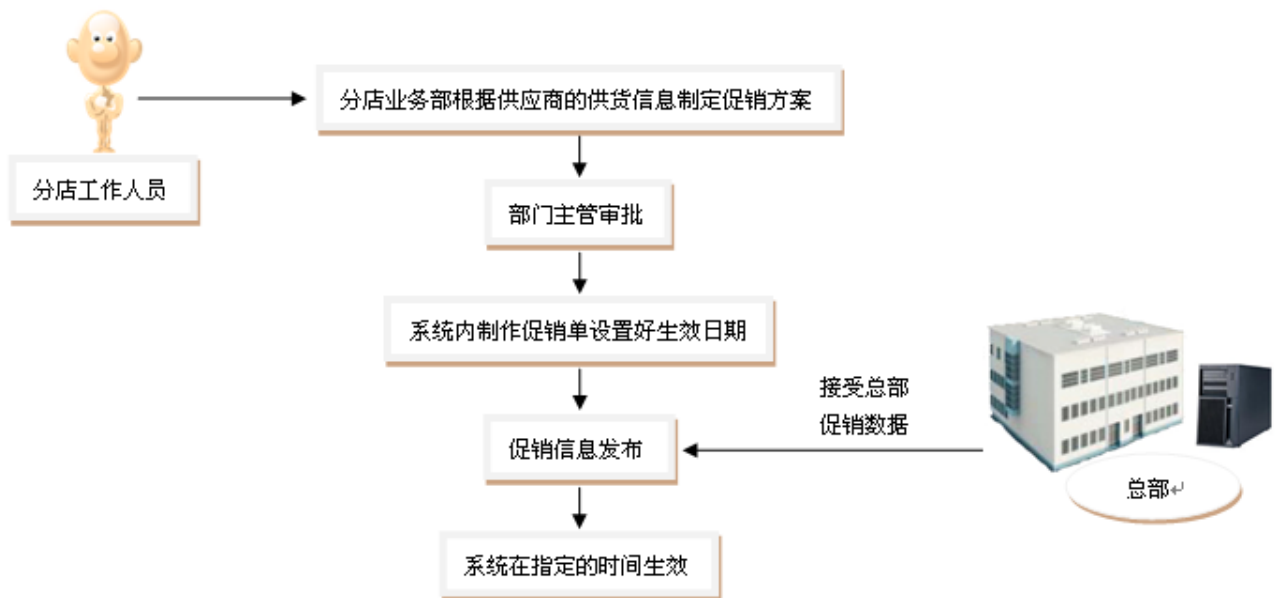 分店业务部根据供应商的供货信息制定促销方案
分店工作人员
部门主管审批
系统内制作促销单设置好生效日期
接受总部
促销数据
促销信息发布
总部↵
系统在指定的时间生效